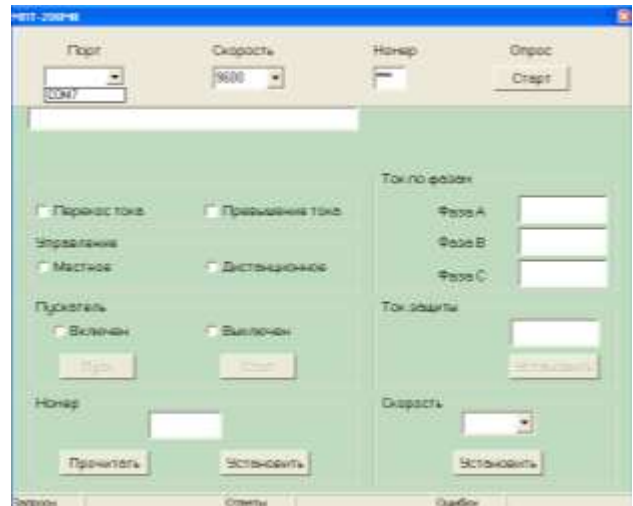 Порт Скорость Номер Опрос
9600 Старт
COM7
Ток по фазам
Перекос тока Превышение тока Фаза A
Управление Фаза B
Местное Дистанционное Фаза C
Пускатель Ток защиты
Включен Выключен
Пуск Стоп Установить
Номер Скорость
Прочитать Установить Установить
Запросы Ответы Ошибки